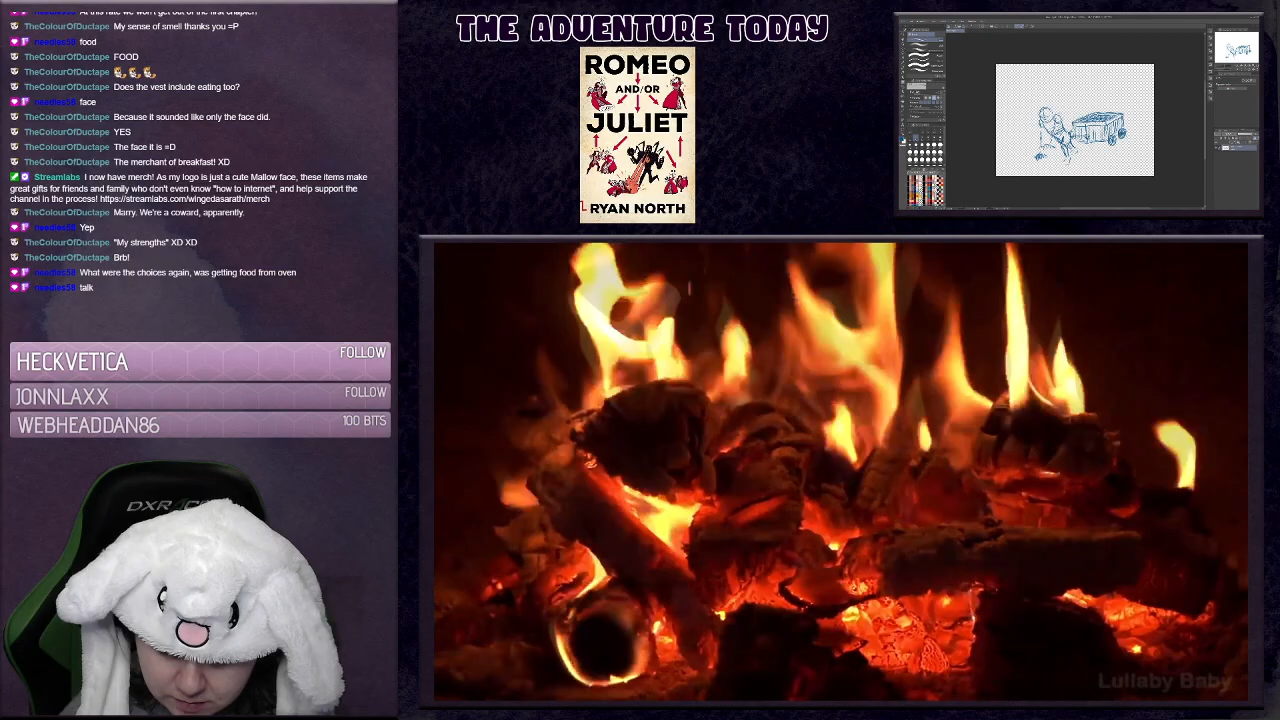 TheColourOfDuctape My sense of smell thanks you =P
needles58 food
TheColourOfDuctape FOOD
TheColourOfDuctape
TheColourOfDuctape Does the vest include eating too?
needles58 face
TheColourOfDuctape Because it sounded like only the face did.
TheColourOfDuctape YES
TheColourOfDuctape The face it is =D
TheColourOfDuctape The merchant of breakfast! XD
Streamlabs I now have merch! As my logo is just a cute Mallow face, these items make
great gifts for friends and family who don't even know "how to internet", and help support the
channel in the process! https://streamlabs.com/wingedasarath/merch
TheColourOfDuctape Marry. We're a coward, apparently.
needles58 Yep
TheColourOfDuctape "My strengths" XD XD
TheColourOfDuctape Brb!
needles58 What were the choices again, was getting food from oven
needles58 talk
HECKVETICA FOLLOW
JONNLAXX FOLLOW
WEBHEADDAN86 100 BITS
DXR
THE ADVENTURE TODAY
ROMEO
AND/OR
JULIET
RYAN NORTH
Lullaby Baby